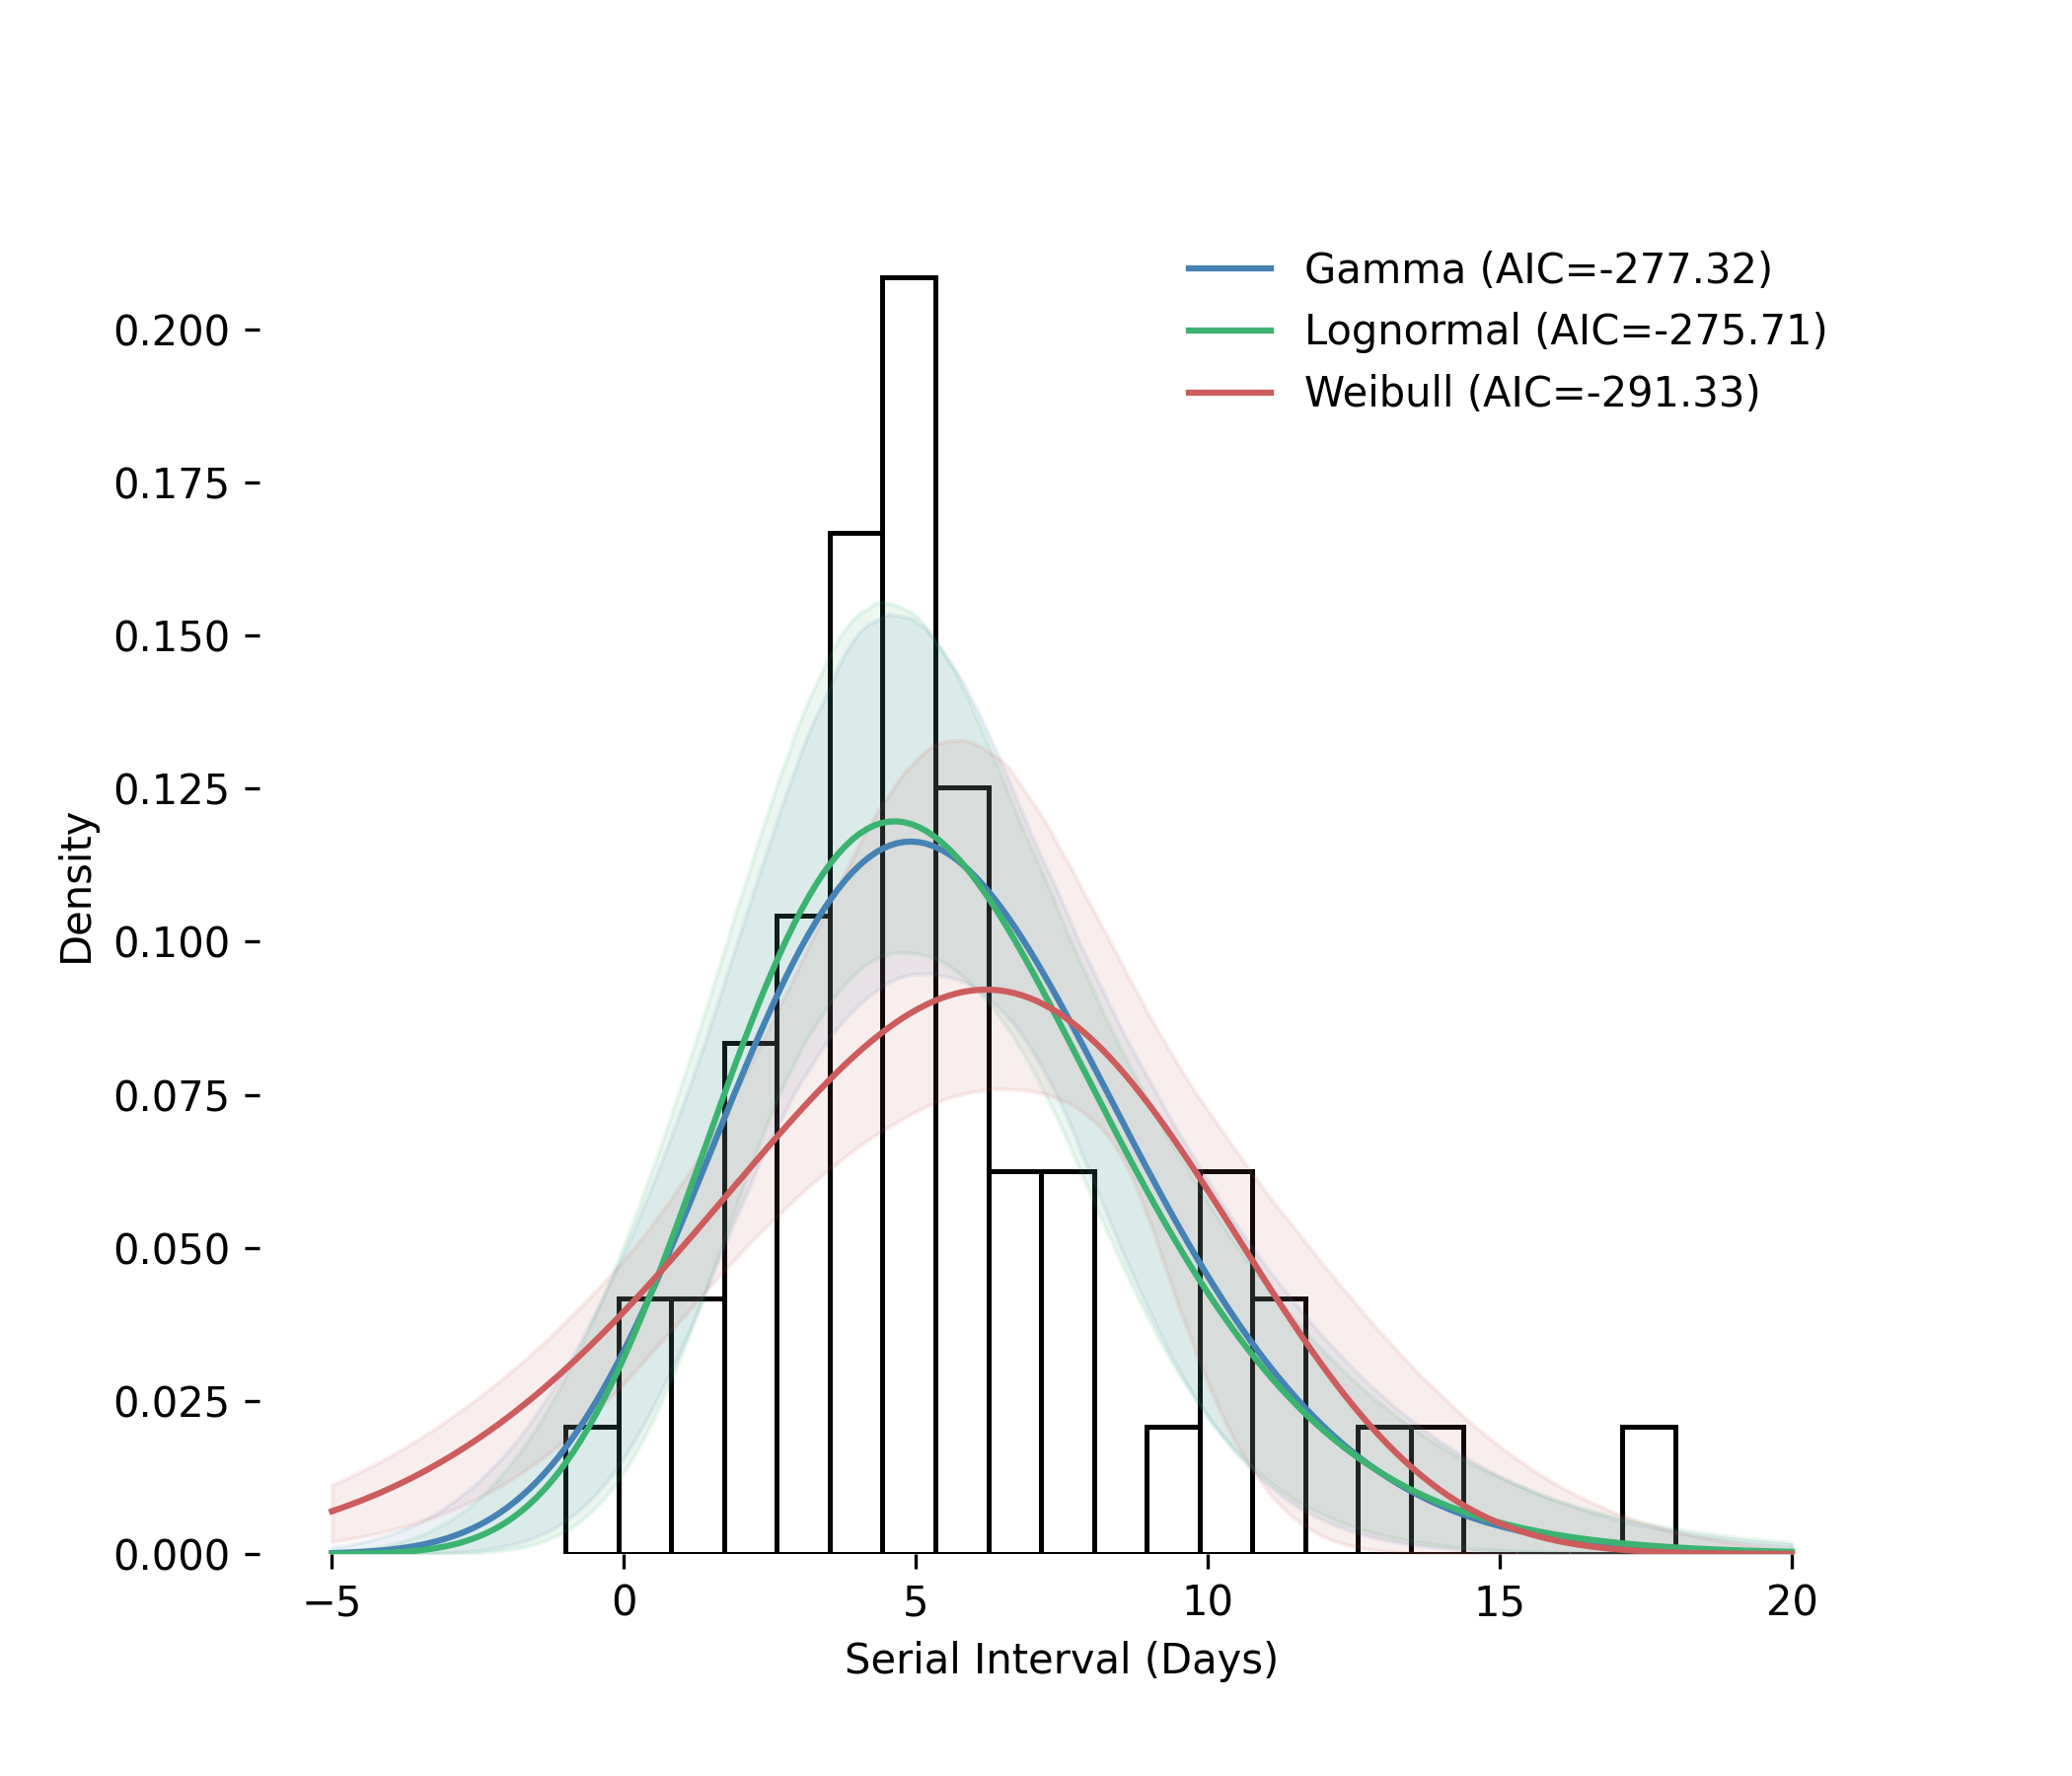 Gamma (AIC=-277.32)
Lognormal (AIC=-275.71)
Weibull (AIC=-291.33)
0.200
0.175
0.150
0.125
0.100
0.075
0.050
0.025
0.000
Density
−5 0 5 10 15 20
Serial Interval (Days)